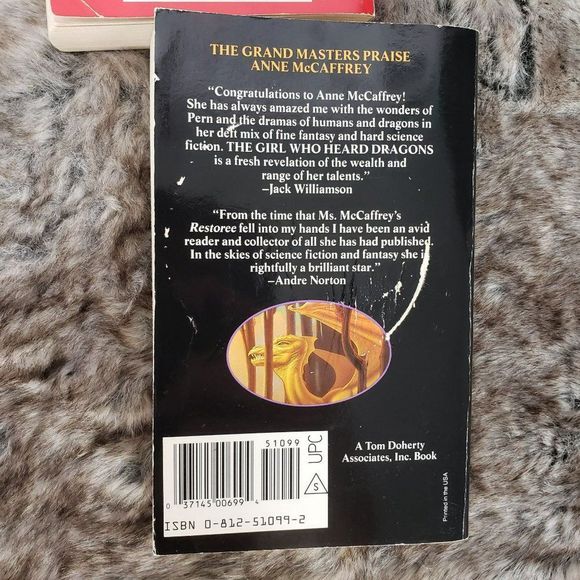 THE GRAND MASTERS PRAISE
ANNE McCAFFREY
“Congratulations to Anne McCaffrey!
She has always amazed me with the wonders of
Pern and the dramas of humans and dragons in
her deft mix of fine fantasy and hard science
fiction. THE GIRL WHO HEARD DRAGONS
is a fresh revelation of the wealth and
range of her talents.”
—Jack Williamson
“From the time that Ms. McCaffrey’s
Restoree fell into my hands I have been an avid
reader and collector of all she has had published.
In the skies of science fiction and fantasy she is
rightfully a brilliant star.”
—Andre Norton
51099
UPC
S
0 37145 00699 4
ISBN 0-812-51099-2
A Tom Doherty
Associates, Inc. Book
Printed in the USA